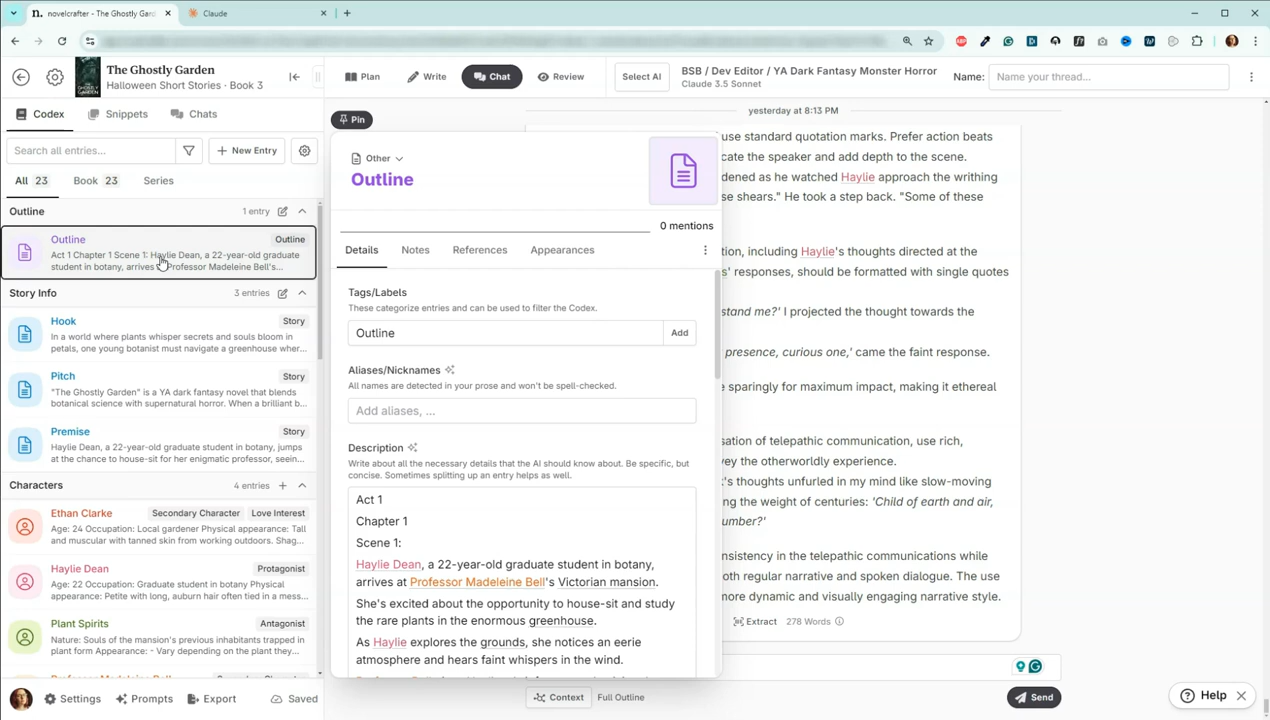 novelcrafter - The Ghostly Gard
Claude
The Ghostly Garden
Halloween Short Stories · Book 3
Plan
Write
Chat
Review
Select AI
BSB / Dev Editor / YA Dark Fantasy Monster Horror
Claude 3.5 Sonnet
Name:
Name your thread...
Codex
Snippets
Chats
Search all entries...
+ New Entry
All 23
Book 23
Series
Outline
1 entry
Outline
Outline
Act 1 Chapter 1 Scene 1: Haylie Dean, a 22-year-old graduate
student in botany, arrives Professor Madeleine Bell's...
Story Info
3 entries
Hook
Story
In a world where plants whisper secrets and souls bloom in
petals, one young botanist must navigate a greenhouse wher...
Pitch
Story
"The Ghostly Garden" is a YA dark fantasy novel that blends
botanical science with supernatural horror. When a brilliant b...
Premise
Story
Haylie Dean, a 22-year-old graduate student in botany, jumps
at the chance to house-sit for her enigmatic professor, seein...
Characters
4 entries
Ethan Clarke
Secondary Character
Love Interest
Age: 24 Occupation: Local gardener Physical appearance: Tall
and muscular with tanned skin from working outdoors. Shag...
Haylie Dean
Protagonist
Age: 22 Occupation: Graduate student in botany Physical
appearance: Petite with long, auburn hair often tied in a mess...
Plant Spirits
Antagonist
Nature: Souls of the mansion's previous inhabitants trapped in
plant form Appearance: - Vary depending on the plant they...
Settings
Prompts
Export
Saved
Pin
Other
Outline
0 mentions
Details
Notes
References
Appearances
Tags/Labels
These categorize entries and can be used to filter the Codex.
Outline
Add
Aliases/Nicknames
All names are detected in your prose and won't be spell-checked.
Add aliases, ...
Description
Write about all the necessary details that the AI should know about. Be specific, but
concise. Sometimes splitting up an entry helps as well.
Act 1
Chapter 1
Scene 1:
Haylie Dean, a 22-year-old graduate student in botany,
arrives at Professor Madeleine Bell's Victorian mansion.
She's excited about the opportunity to house-sit and study
the rare plants in the enormous greenhouse.
As Haylie explores the grounds, she notices an eerie
atmosphere and hears faint whispers in the wind.
yesterday at 8:13 PM
use standard quotation marks. Prefer action beats
cate the speaker and add depth to the scene.
dened as he watched Haylie approach the writhing
se shears." He took a step back. "Some of these
tion, including Haylie's thoughts directed at the
s' responses, should be formatted with single quotes
stand me?' I projected the thought towards the
presence, curious one,' came the faint response.
e sparingly for maximum impact, making it ethereal
sation of telepathic communication, use rich,
vey the otherworldly experience.
's thoughts unfurled in my mind like slow-moving
ing the weight of centuries: 'Child of earth and air,
umber?'
nsistency in the telepathic communications while
oth regular narrative and spoken dialogue. The use
more dynamic and visually engaging narrative style.
Extract
278 Words
Context
Full Outline
Send
Help